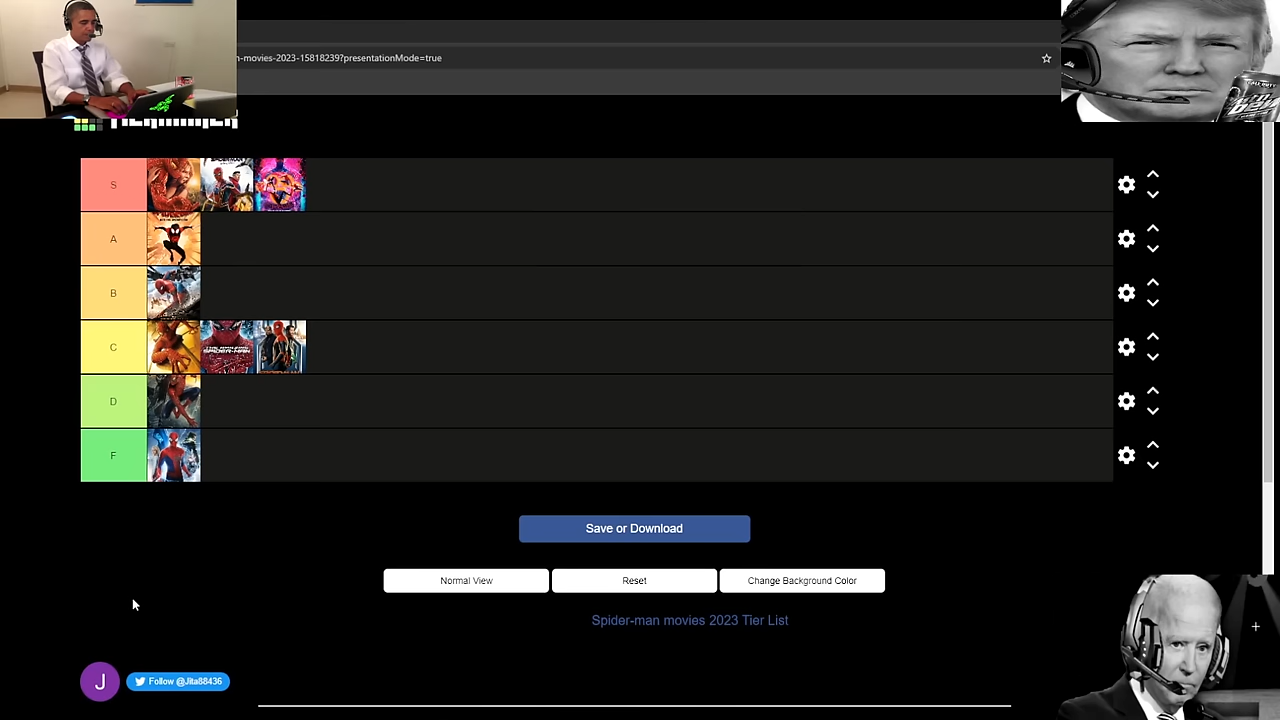 n-movies-2023-15818239?presentationMode=true
S
A
B
C
D
F
Save or Download
Normal View
Reset
Change Background Color
Spider-man movies 2023 Tier List
J
Follow @Jita88436